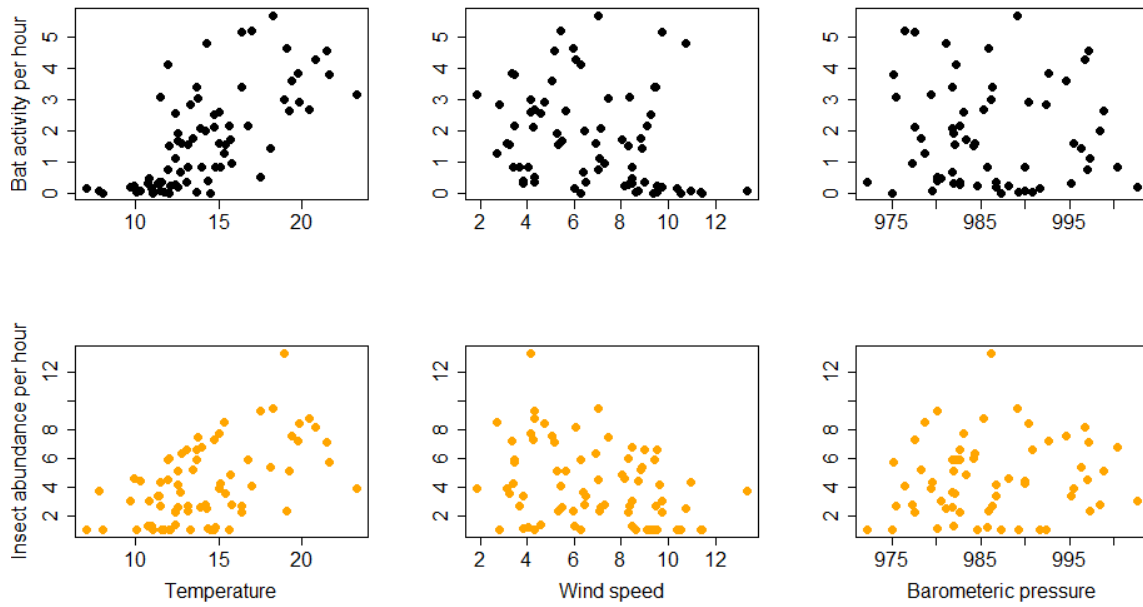 Bat activity per hour
0 1 2 3 4 5
10 15 20
2 4 6 8 10 12 14
0 1 2 3 4 5
975 985 995
0 1 2 3 4 5
Insect abundance per hour
2 4 6 8 12
10 15 20
Temperature
2 4 6 8 12
2 4 6 8 10 12 14
Wind speed
2 4 6 8 12
975 985 995
Barometeric pressure